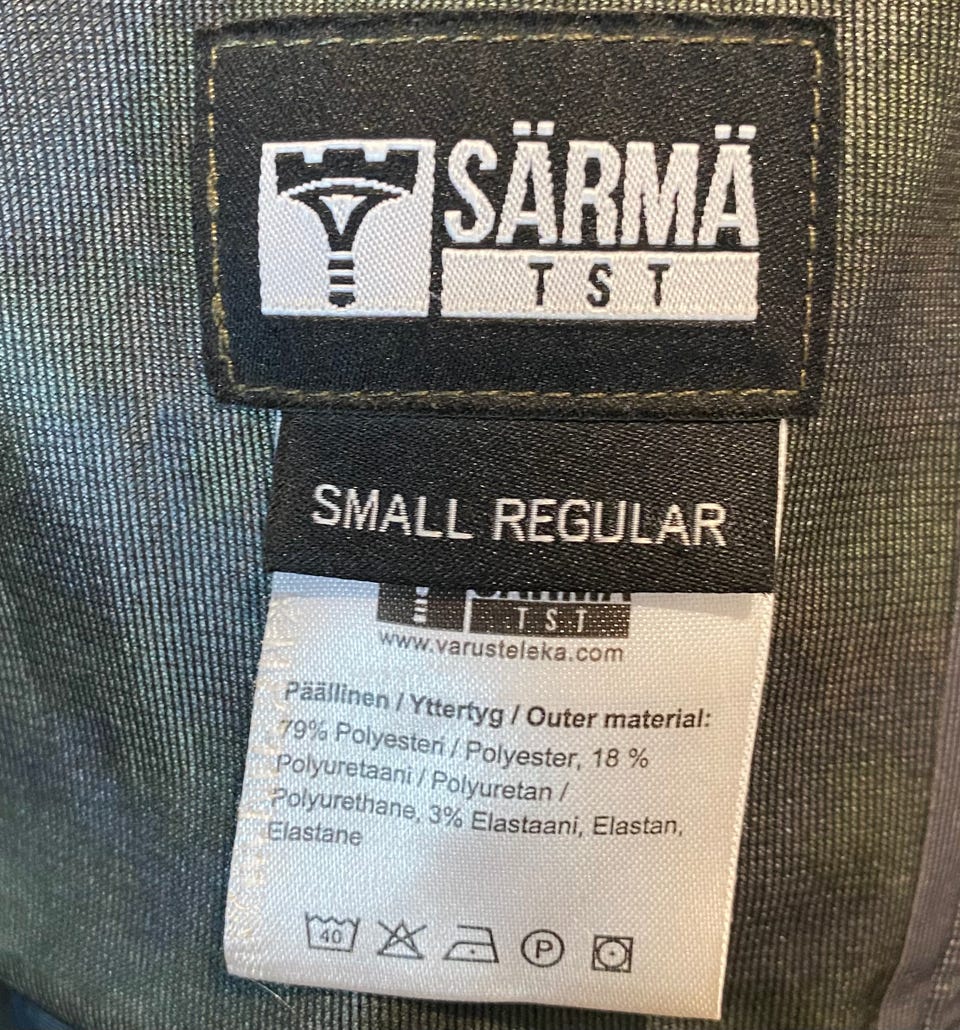 SÄRMÄ
TST
SMALL REGULAR
TST
www.varusteleka.com
Päällinen / Yttertyg / Outer material:
79% Polyesteri / Polyester, 18 %
Polyuretaani / Polyuretan /
Polyurethane, 3% Elastaani, Elastan,
Elastane
40
P